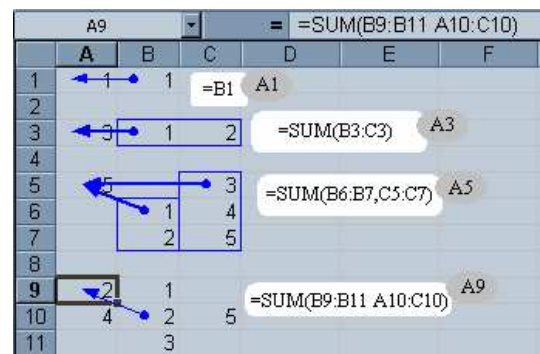 A9 = =SUM(B9:B11 A10:C10)
A B C D E F
1 1 1 =B1 A1
2
3 3 1 2 =SUM(B3:C3) A3
4
5 5 3 =SUM(B6:B7,C5:C7) A5
6 1 4
7 2 5
8
9 2 1 =SUM(B9:B11 A10:C10) A9
10 4 2 5
11 3